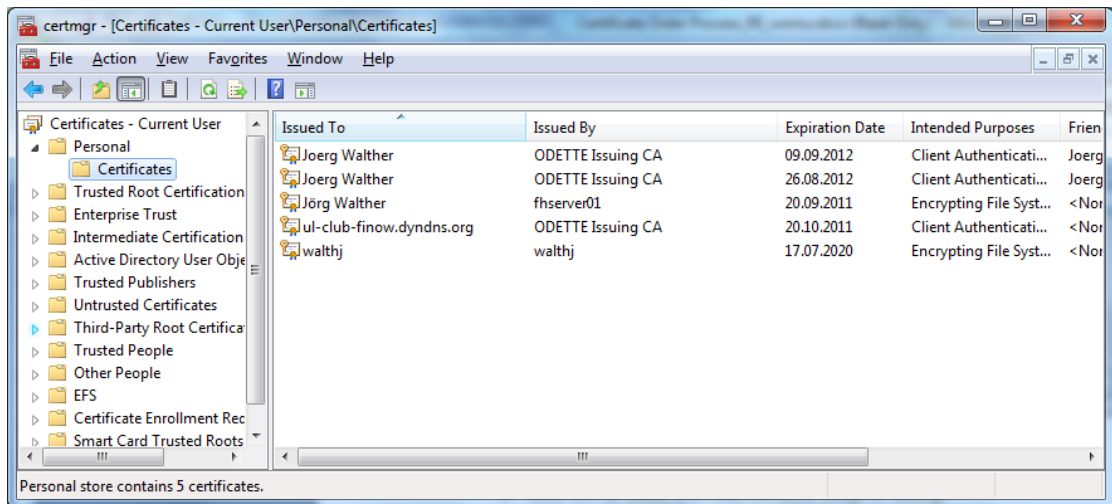 certmgr - [Certificates - Current User\Personal\Certificates]
File Action View Favorites Window Help
Certificates - Current User
Personal
Certificates
Trusted Root Certification
Enterprise Trust
Intermediate Certification
Active Directory User Obje
Trusted Publishers
Untrusted Certificates
Third-Party Root Certifica
Trusted People
Other People
EFS
Certificate Enrollment Rec
Smart Card Trusted Roots
Issued To Issued By Expiration Date Intended Purposes Frien
Joerg Walther ODETTE Issuing CA 09.09.2012 Client Authenticati... Joerg
Joerg Walther ODETTE Issuing CA 26.08.2012 Client Authenticati... Joerg
Jörg Walther fhserver01 20.09.2011 Encrypting File Syst... <Nor
ul-club-finow.dyndns.org ODETTE Issuing CA 20.10.2011 Client Authenticati... <Nor
walthj walthj 17.07.2020 Encrypting File Syst... <Nor
Personal store contains 5 certificates.